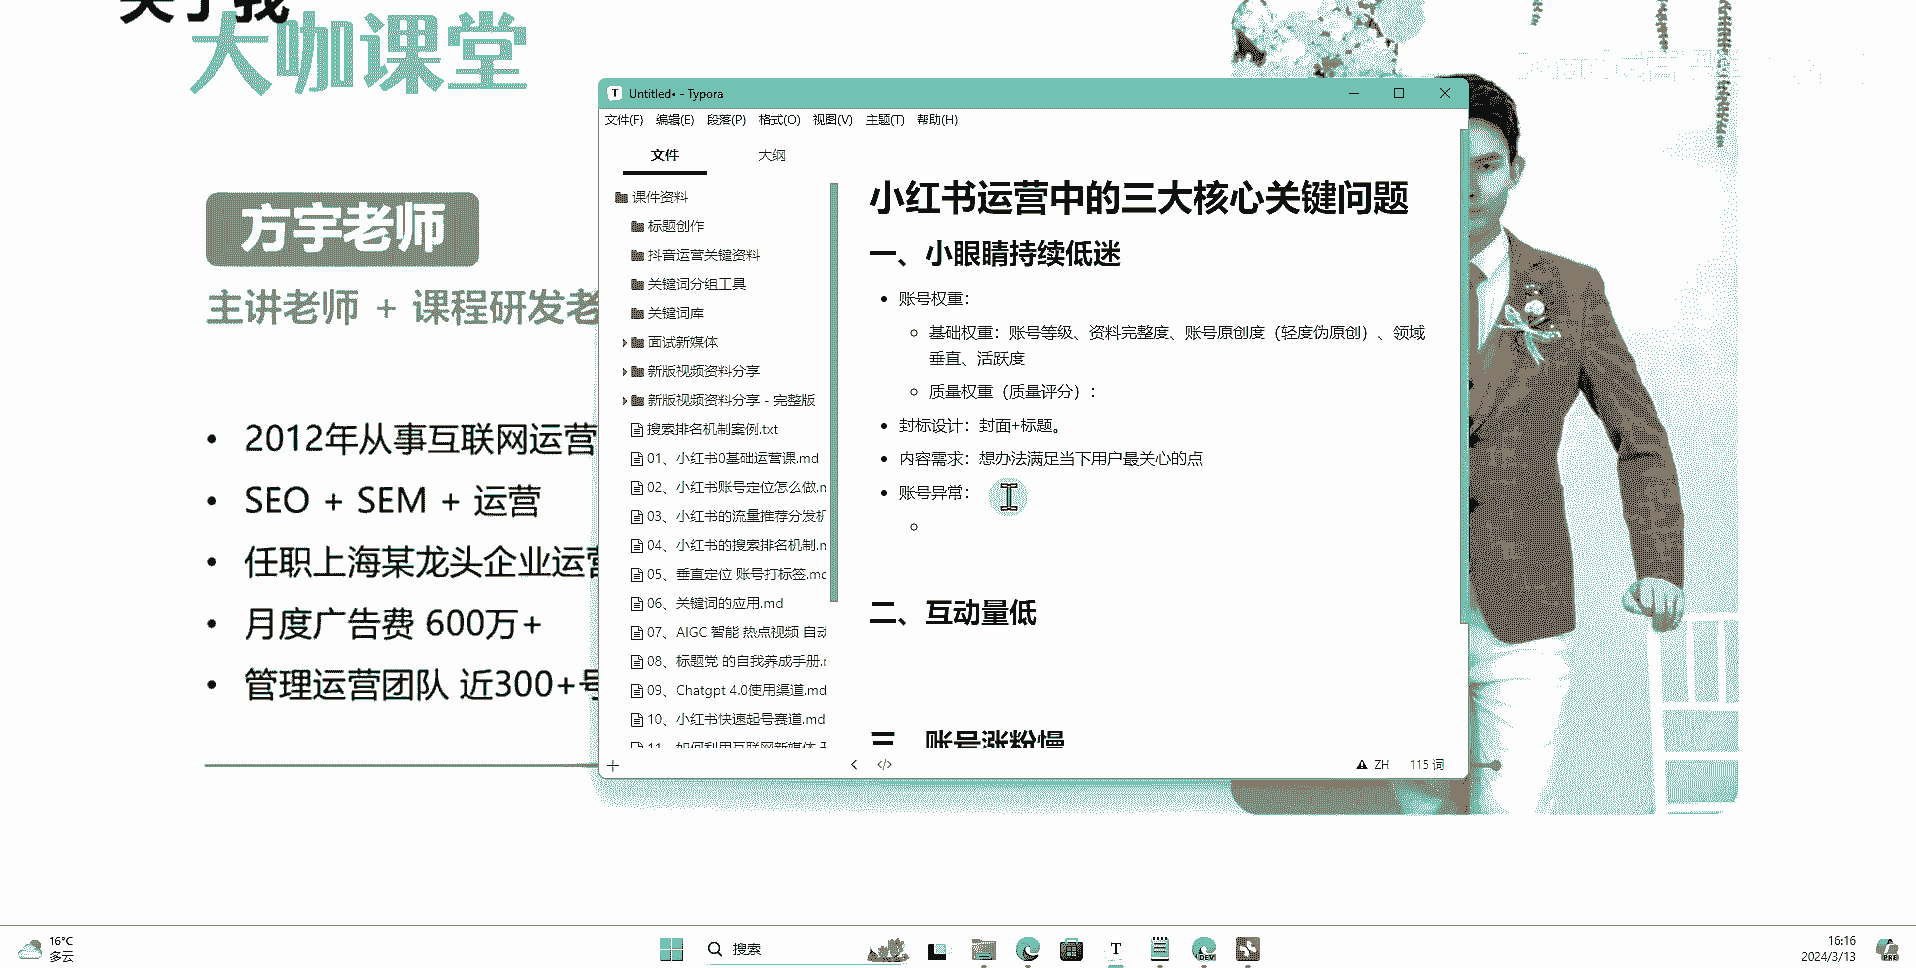 关于我
大咖课堂
方宇老师
主讲老师 + 课程研发老
2012年从事互联网运营
SEO + SEM + 运营
任职上海某龙头企业运营
月度广告费 600万+
管理运营团队 近300+号
Untitled• - Typora
文件(F) 编辑(E) 段落(P) 格式(O) 视图(V) 主题(T) 帮助(H)
文件 大纲
课件资料
标题创作
抖音运营关键资料
关键词分组工具
关键词库
面试新媒体
新版视频资料分享
新版视频资料分享 - 完整版
搜索排名机制案例.txt
01、小红书0基础运营课.md
02、小红书账号定位怎么做.m
03、小红书的流量推荐分发机
04、小红书的搜索排名机制.m
05、垂直定位 账号打标签.md
06、关键词的应用.md
07、AIGC 智能 热点视频 自动
08、标题党 的自我养成手册.m
09、Chatgpt 4.0使用渠道.md
10、小红书快速起号赛道.md
11、如何利用互联网新媒体
小红书运营中的三大核心关键问题
一、小眼睛持续低迷
账号权重：
基础权重：账号等级、资料完整度、账号原创度（轻度伪原创）、领域
垂直、活跃度
质量权重（质量评分）：
封标设计：封面+标题。
内容需求：想办法满足当下用户最关心的点
账号异常：
二、互动量低
三、账号涨粉慢
ZH 115 词
16°C
多云
搜索
DEV
16:16
2024/3/13
PRE